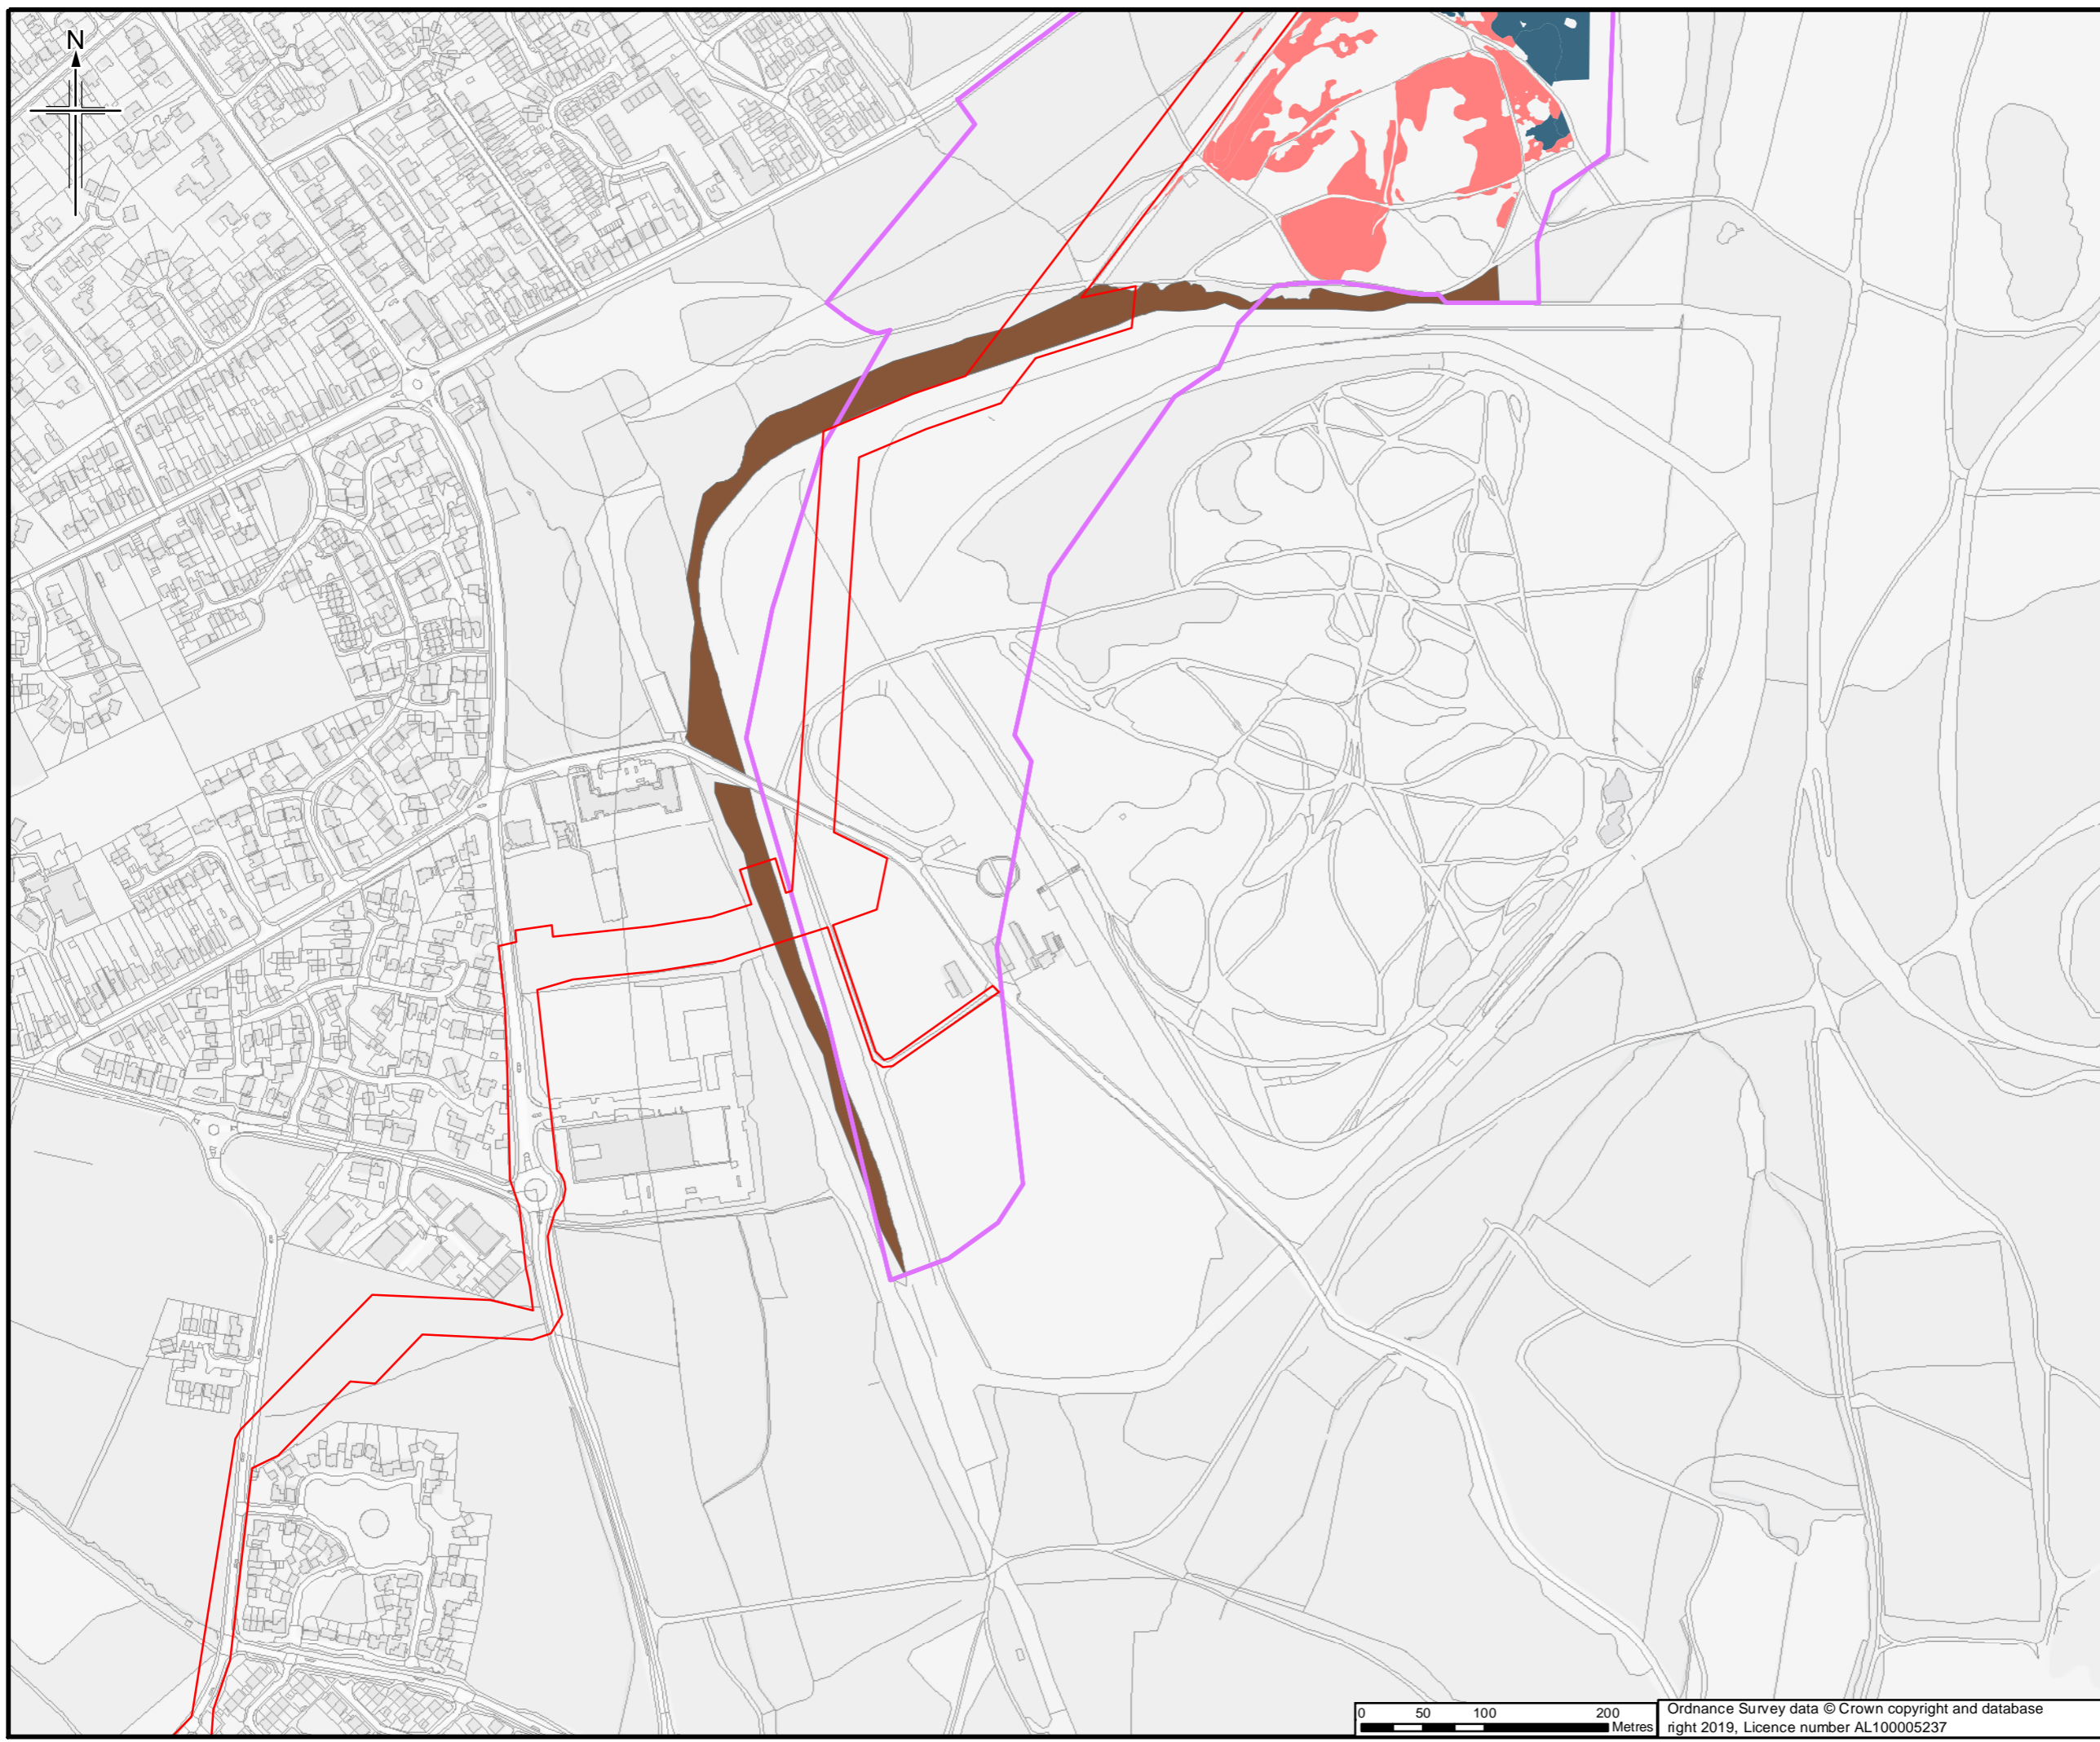 N
0 50 100 200
Metres
Ordnance Survey data © Crown copyright and database
right 2019, Licence number AL100005237